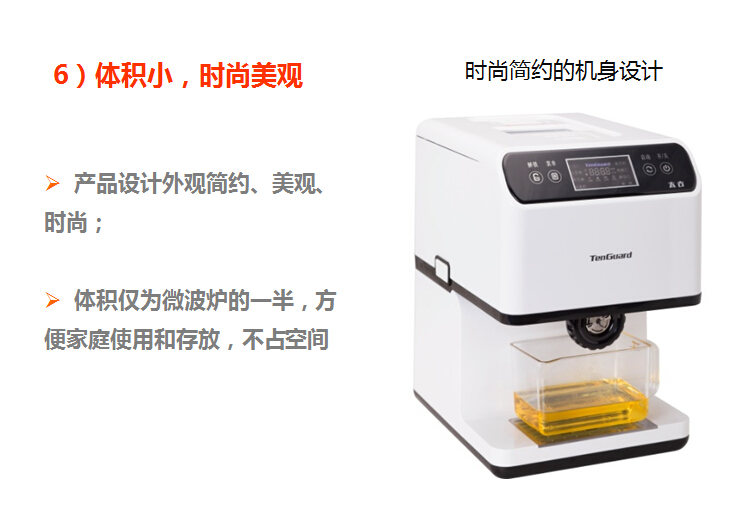 6）体积小，时尚美观
时尚简约的机身设计
产品设计外观简约、美观、
时尚；
体积仅为微波炉的一半，方
便家庭使用和存放，不占空间
TenGuard